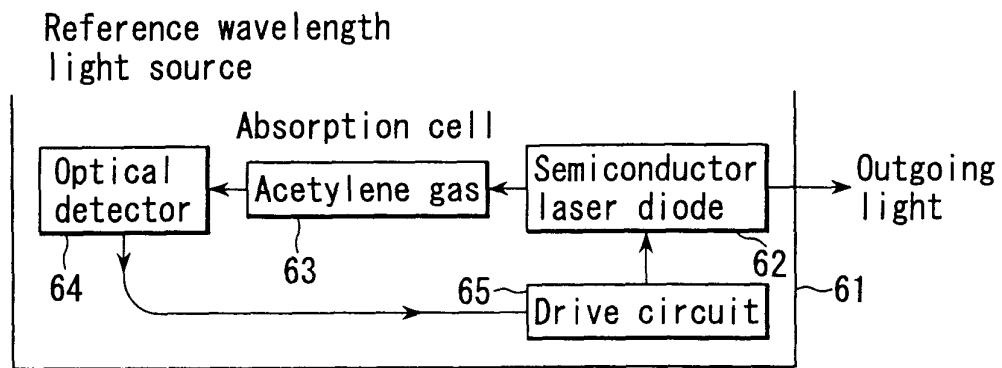 Reference wavelength
light source
Absorption cell
Optical
detector
Acetylene gas
Semiconductor
laser diode
Outgoing
light
64
63
62
65
61
Drive circuit